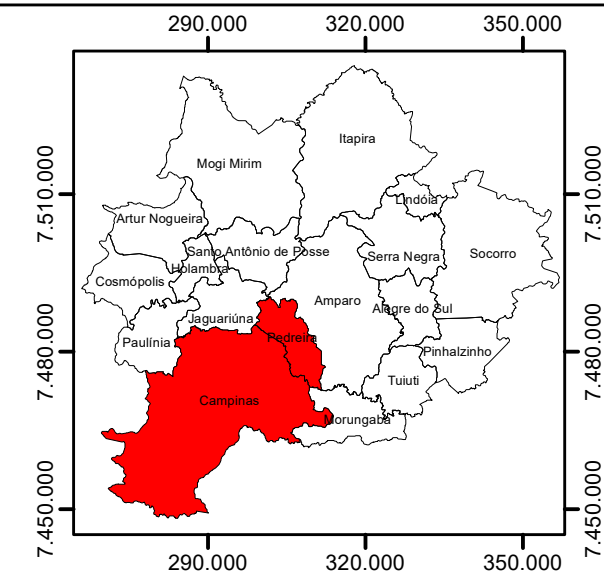 290.000 320.000 350.000
7.510.000 7.510.000
7.480.000 7.480.000
7.450.000 7.450.000
Itapira
Mogi Mirim
Lindóia
Artur Nogueira
Santo Antônio de Posse
Serra Negra
Socorro
Holambra
Cosmópolis
Amparo
Alegre do Sul
Jaguariúna
Pedreira
Paulínia
Pinhalzinho
Tuiuti
Campinas
Morungaba
290.000 320.000 350.000